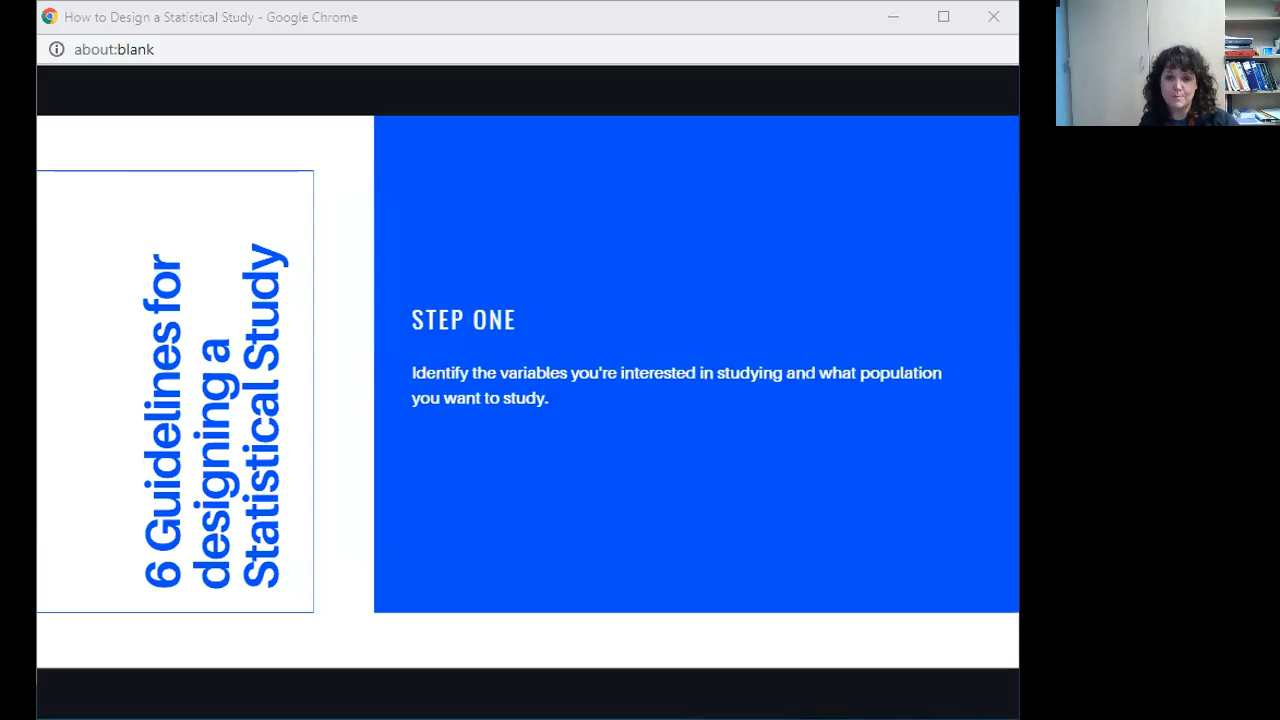 How to Design a Statistical Study - Google Chrome
about:blank
6 Guidelines for
designing a
Statistical Study
STEP ONE
Identify the variables you're interested in studying and what population
you want to study.